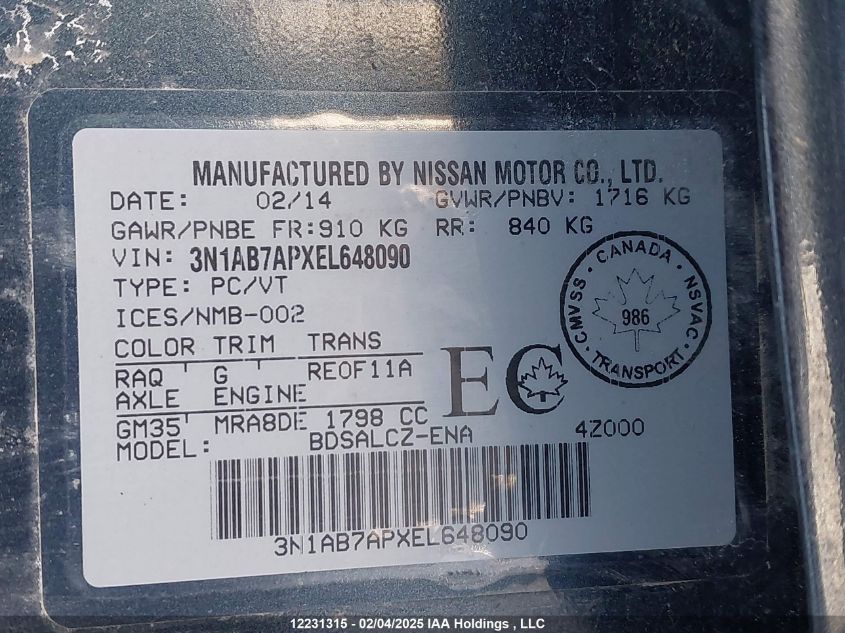 MANUFACTURED BY NISSAN MOTOR CO., LTD.
DATE: 02/14 GVWR/PNBV: 1716 KG
GAWR/PNBE FR:910 KG RR: 840 KG
VIN: 3N1AB7APXEL648090
TYPE: PC/VT
ICES/NMB-002
COLOR TRIM TRANS
RAQ ' G ' RE0F11A
AXLE ENGINE
GM35' MRA8DE 1798 CC
MODEL: BDSALCZ-ENA 4Z000
EC
CANADA · NSVAC · TRANSPORT · CMVSS ·
986
3N1AB7APXEL648090
12231315 - 02/04/2025 IAA Holdings , LLC